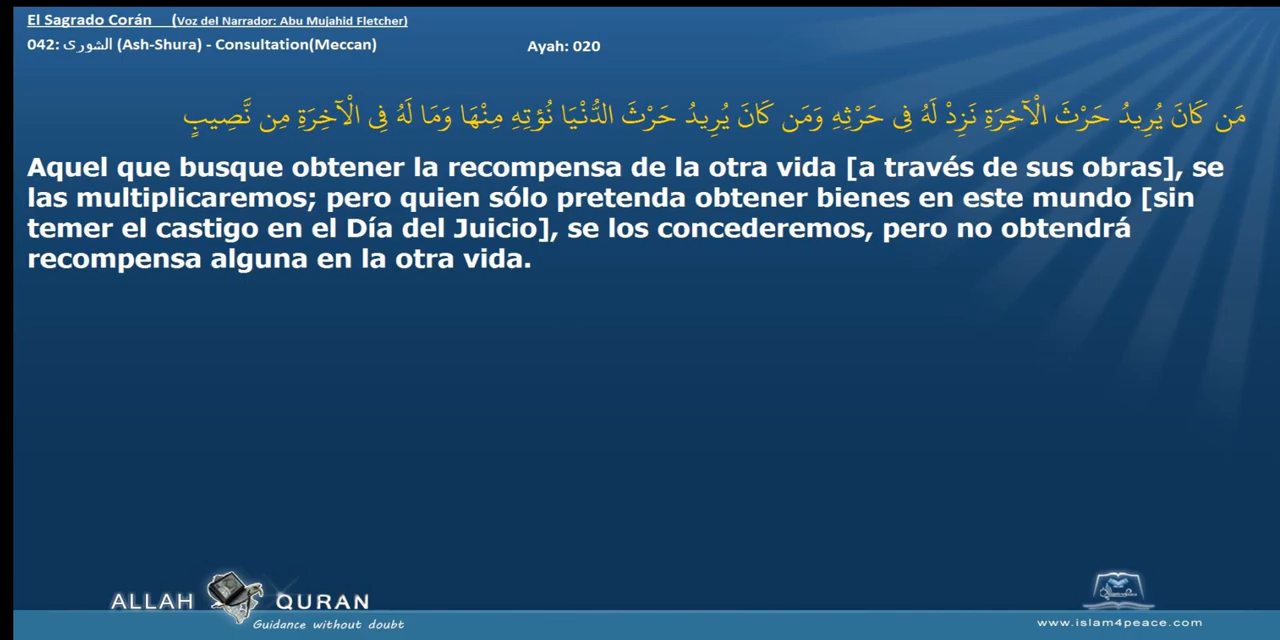 El Sagrado Corán (Voz del Narrador: Abu Mujahid Fletcher)
042: الشورى (Ash-Shura) - Consultation(Meccan) Ayah: 020
مَن كَانَ يُرِيدُ حَرْثَ الْآخِرَةِ نَزِدْ لَهُ فِي حَرْثِهِ وَمَن كَانَ يُرِيدُ حَرْثَ الدُّنْيَا نُؤتِهِ مِنْهَا وَمَا لَهُ فِي الْآخِرَةِ مِن نَّصِيبٍ
Aquel que busque obtener la recompensa de la otra vida [a través de sus obras], se
las multiplicaremos; pero quien sólo pretenda obtener bienes en este mundo [sin
temer el castigo en el Día del Juicio], se los concederemos, pero no obtendrá
recompensa alguna en la otra vida.
ALLAH QURAN
Guidance without doubt
www.islam4peace.com